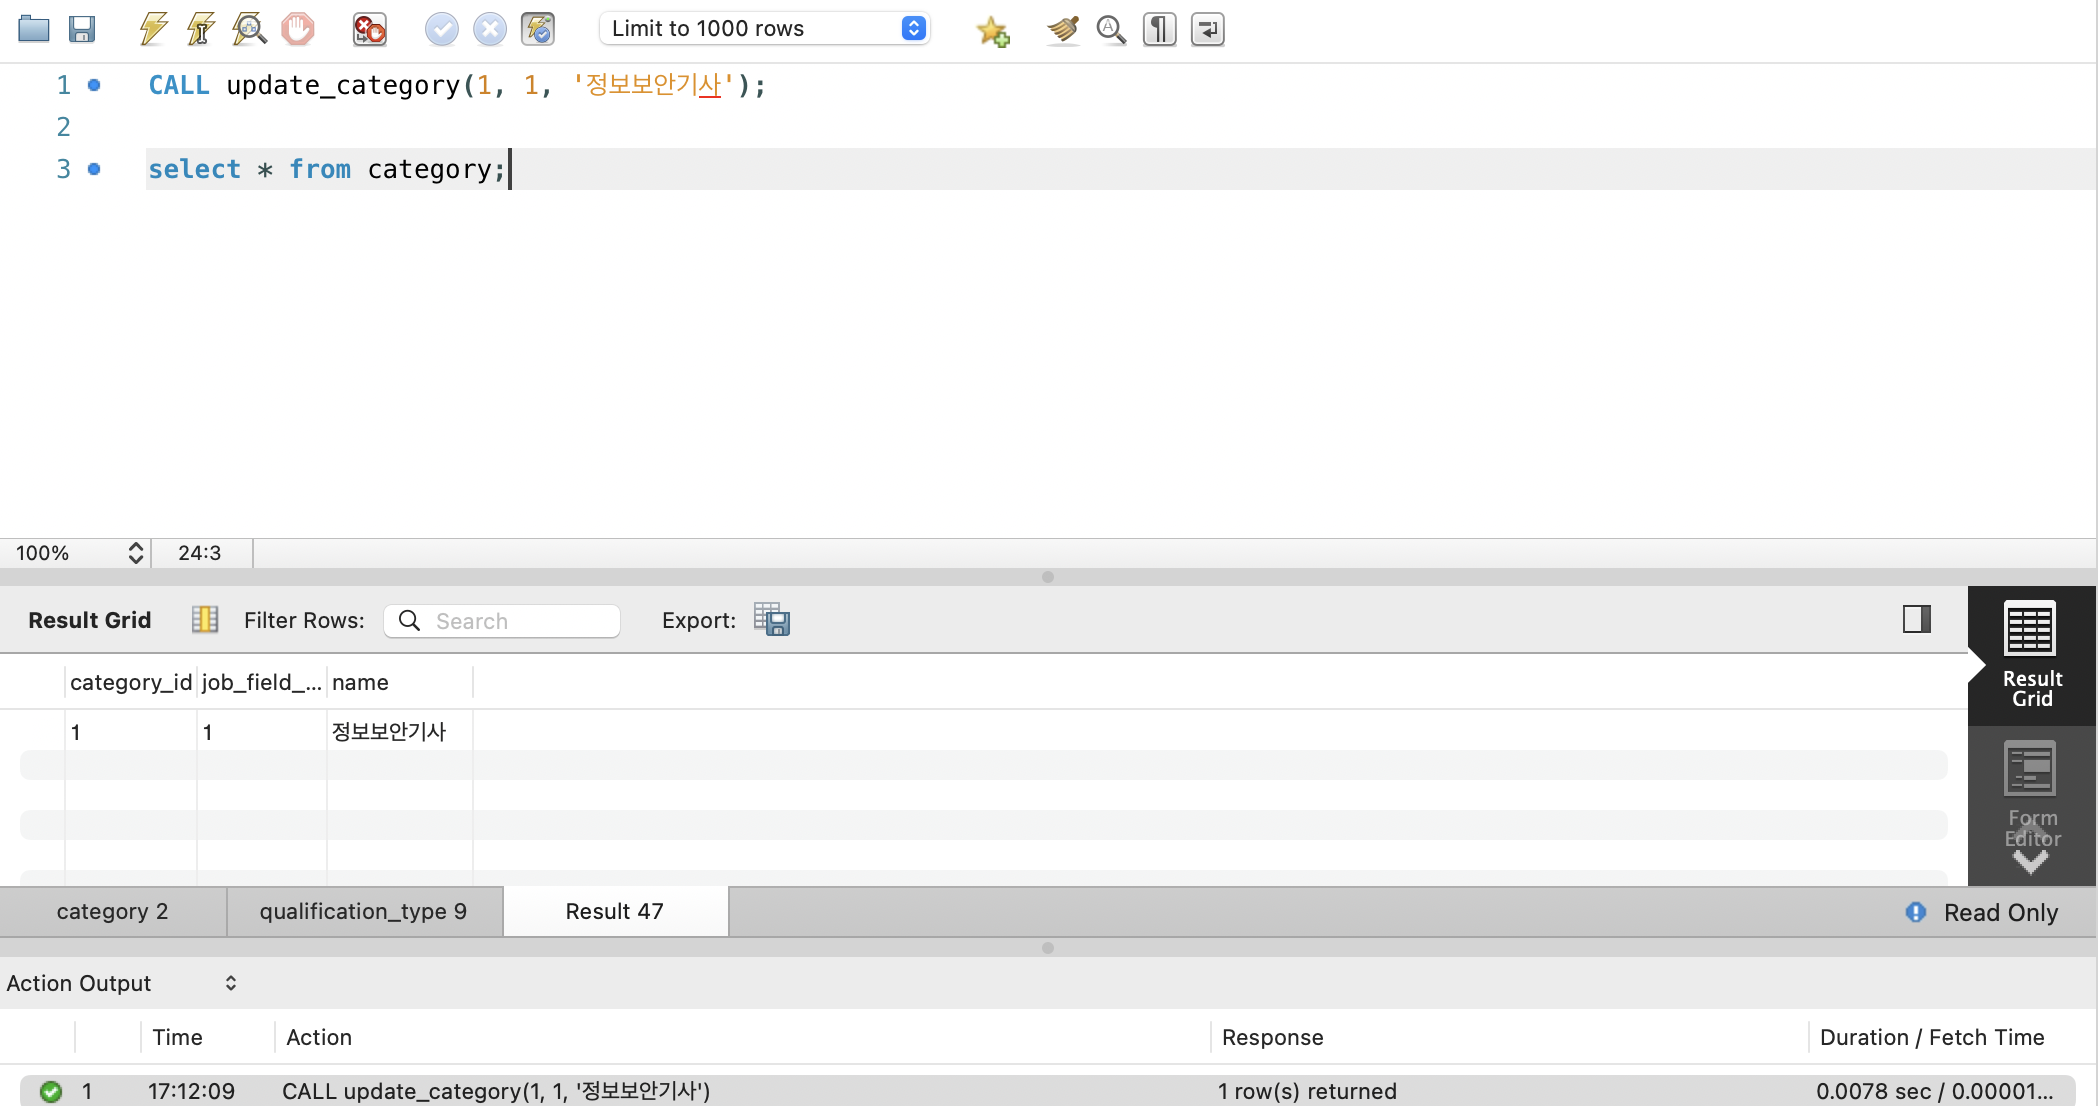 Limit to 1000 rows
1 CALL update_category(1, 1, '정보보안기사');
2
3 select * from category;
100% 24:3
Result Grid Filter Rows: Search Export:
category_id job_field_... name
1 1 정보보안기사
Result Grid
Form Editor
category 2 qualification_type 9 Result 47 Read Only
Action Output
Time Action Response Duration / Fetch Time
1 17:12:09 CALL update_category(1, 1, '정보보안기사') 1 row(s) returned 0.0078 sec / 0.00001...